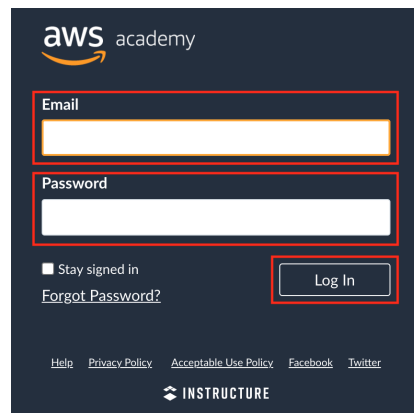 aws academy
Email
Password
Stay signed in
Log In
Forgot Password?
Help Privacy Policy Acceptable Use Policy Facebook Twitter
INSTRUCTURE